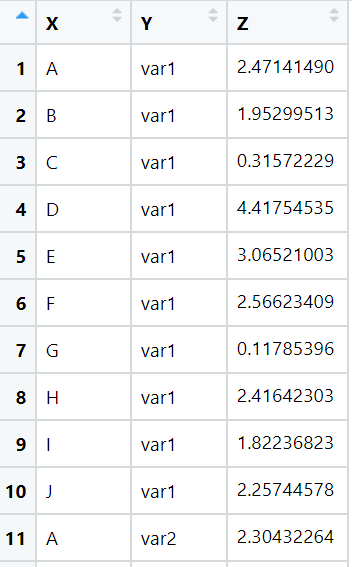 X Y Z
1 A var1 2.47141490
2 B var1 1.95299513
3 C var1 0.31572229
4 D var1 4.41754535
5 E var1 3.06521003
6 F var1 2.56623409
7 G var1 0.11785396
8 H var1 2.41642303
9 I var1 1.82236823
10 J var1 2.25744578
11 A var2 2.30432264